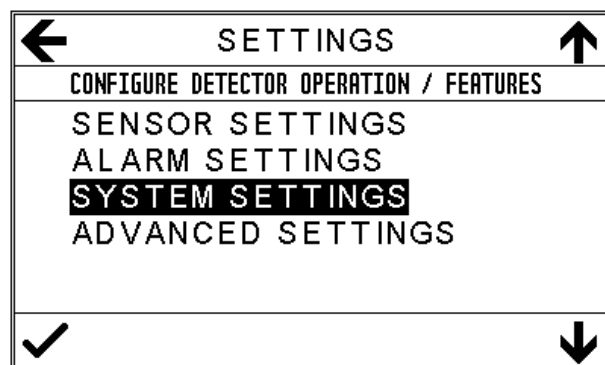 SETTINGS
CONFIGURE DETECTOR OPERATION / FEATURES
SENSOR SETTINGS
ALARM SETTINGS
SYSTEM SETTINGS
ADVANCED SETTINGS